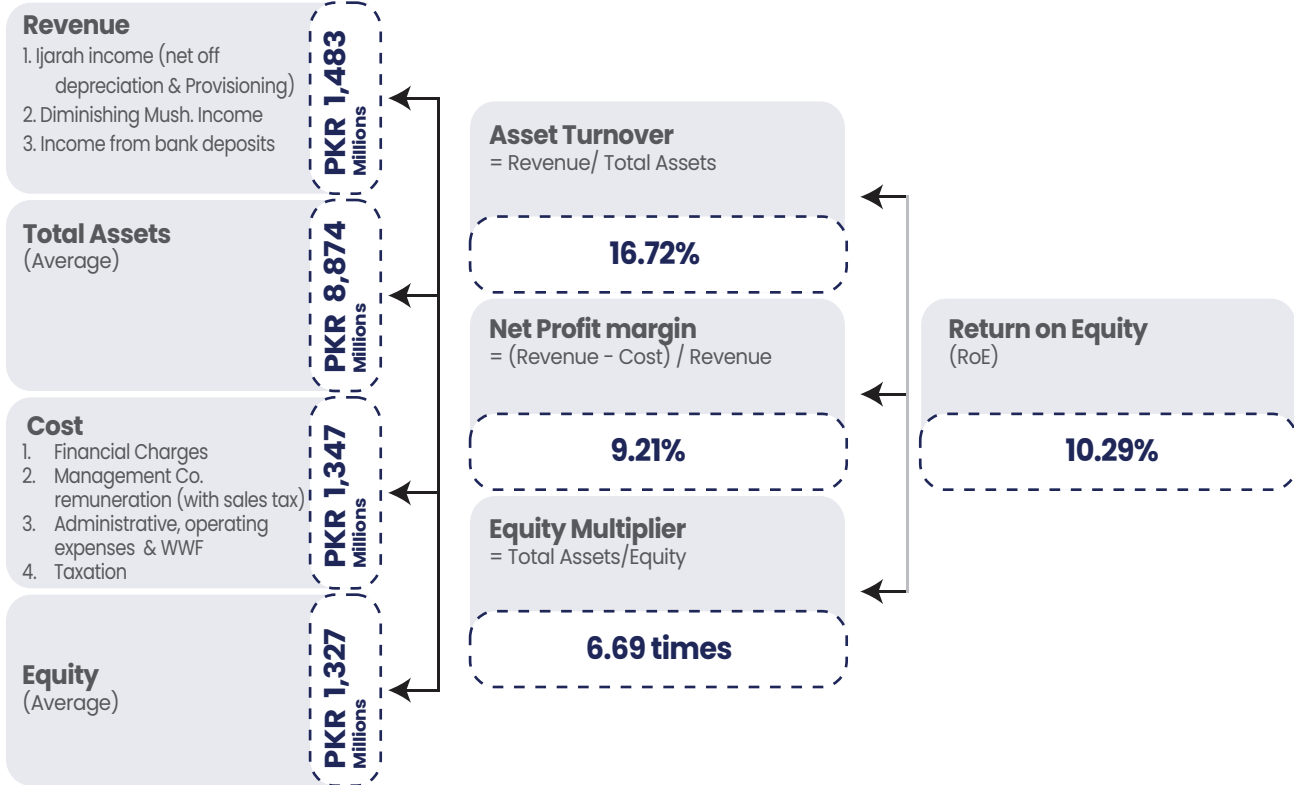 Revenue
1. Ijarah income (net off
depreciation & Provisioning)
2. Diminishing Mush. Income
3. Income from bank deposits
PKR 1,483
Millions
Total Assets
(Average)
PKR 8,874
Millions
Cost
1. Financial Charges
2. Management Co.
remuneration (with sales tax)
3. Administrative, operating
expenses & WWF
4. Taxation
PKR 1,347
Millions
Equity
(Average)
PKR 1,327
Millions
Asset Turnover
= Revenue/ Total Assets
16.72%
Net Profit margin
= (Revenue - Cost) / Revenue
9.21%
Equity Multiplier
= Total Assets/Equity
6.69 times
Return on Equity
(RoE)
10.29%